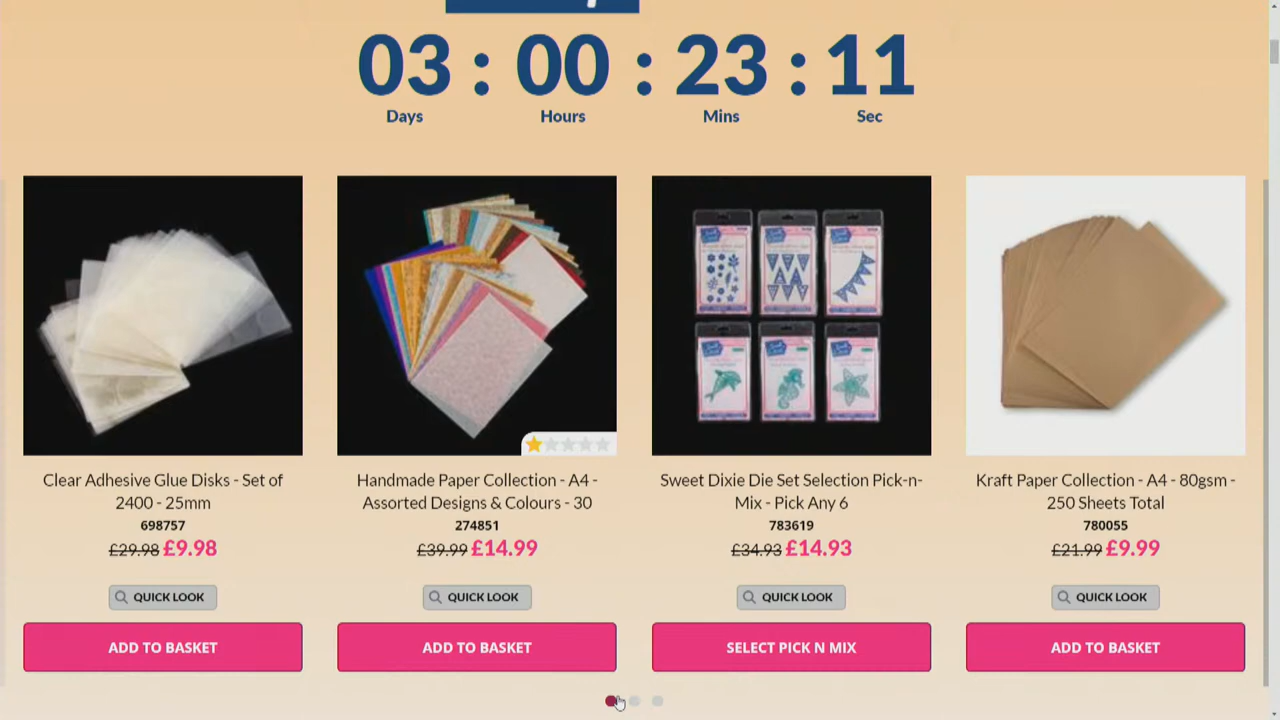 03 : 00 : 23 : 11
Days Hours Mins Sec
Clear Adhesive Glue Disks - Set of
2400 - 25mm
698757
£29.98 £9.98
QUICK LOOK
ADD TO BASKET
Handmade Paper Collection - A4 -
Assorted Designs & Colours - 30
274851
£39.99 £14.99
QUICK LOOK
ADD TO BASKET
Sweet Dixie Die Set Selection Pick-n-
Mix - Pick Any 6
783619
£34.93 £14.93
QUICK LOOK
SELECT PICK N MIX
Kraft Paper Collection - A4 - 80gsm -
250 Sheets Total
780055
£21.99 £9.99
QUICK LOOK
ADD TO BASKET